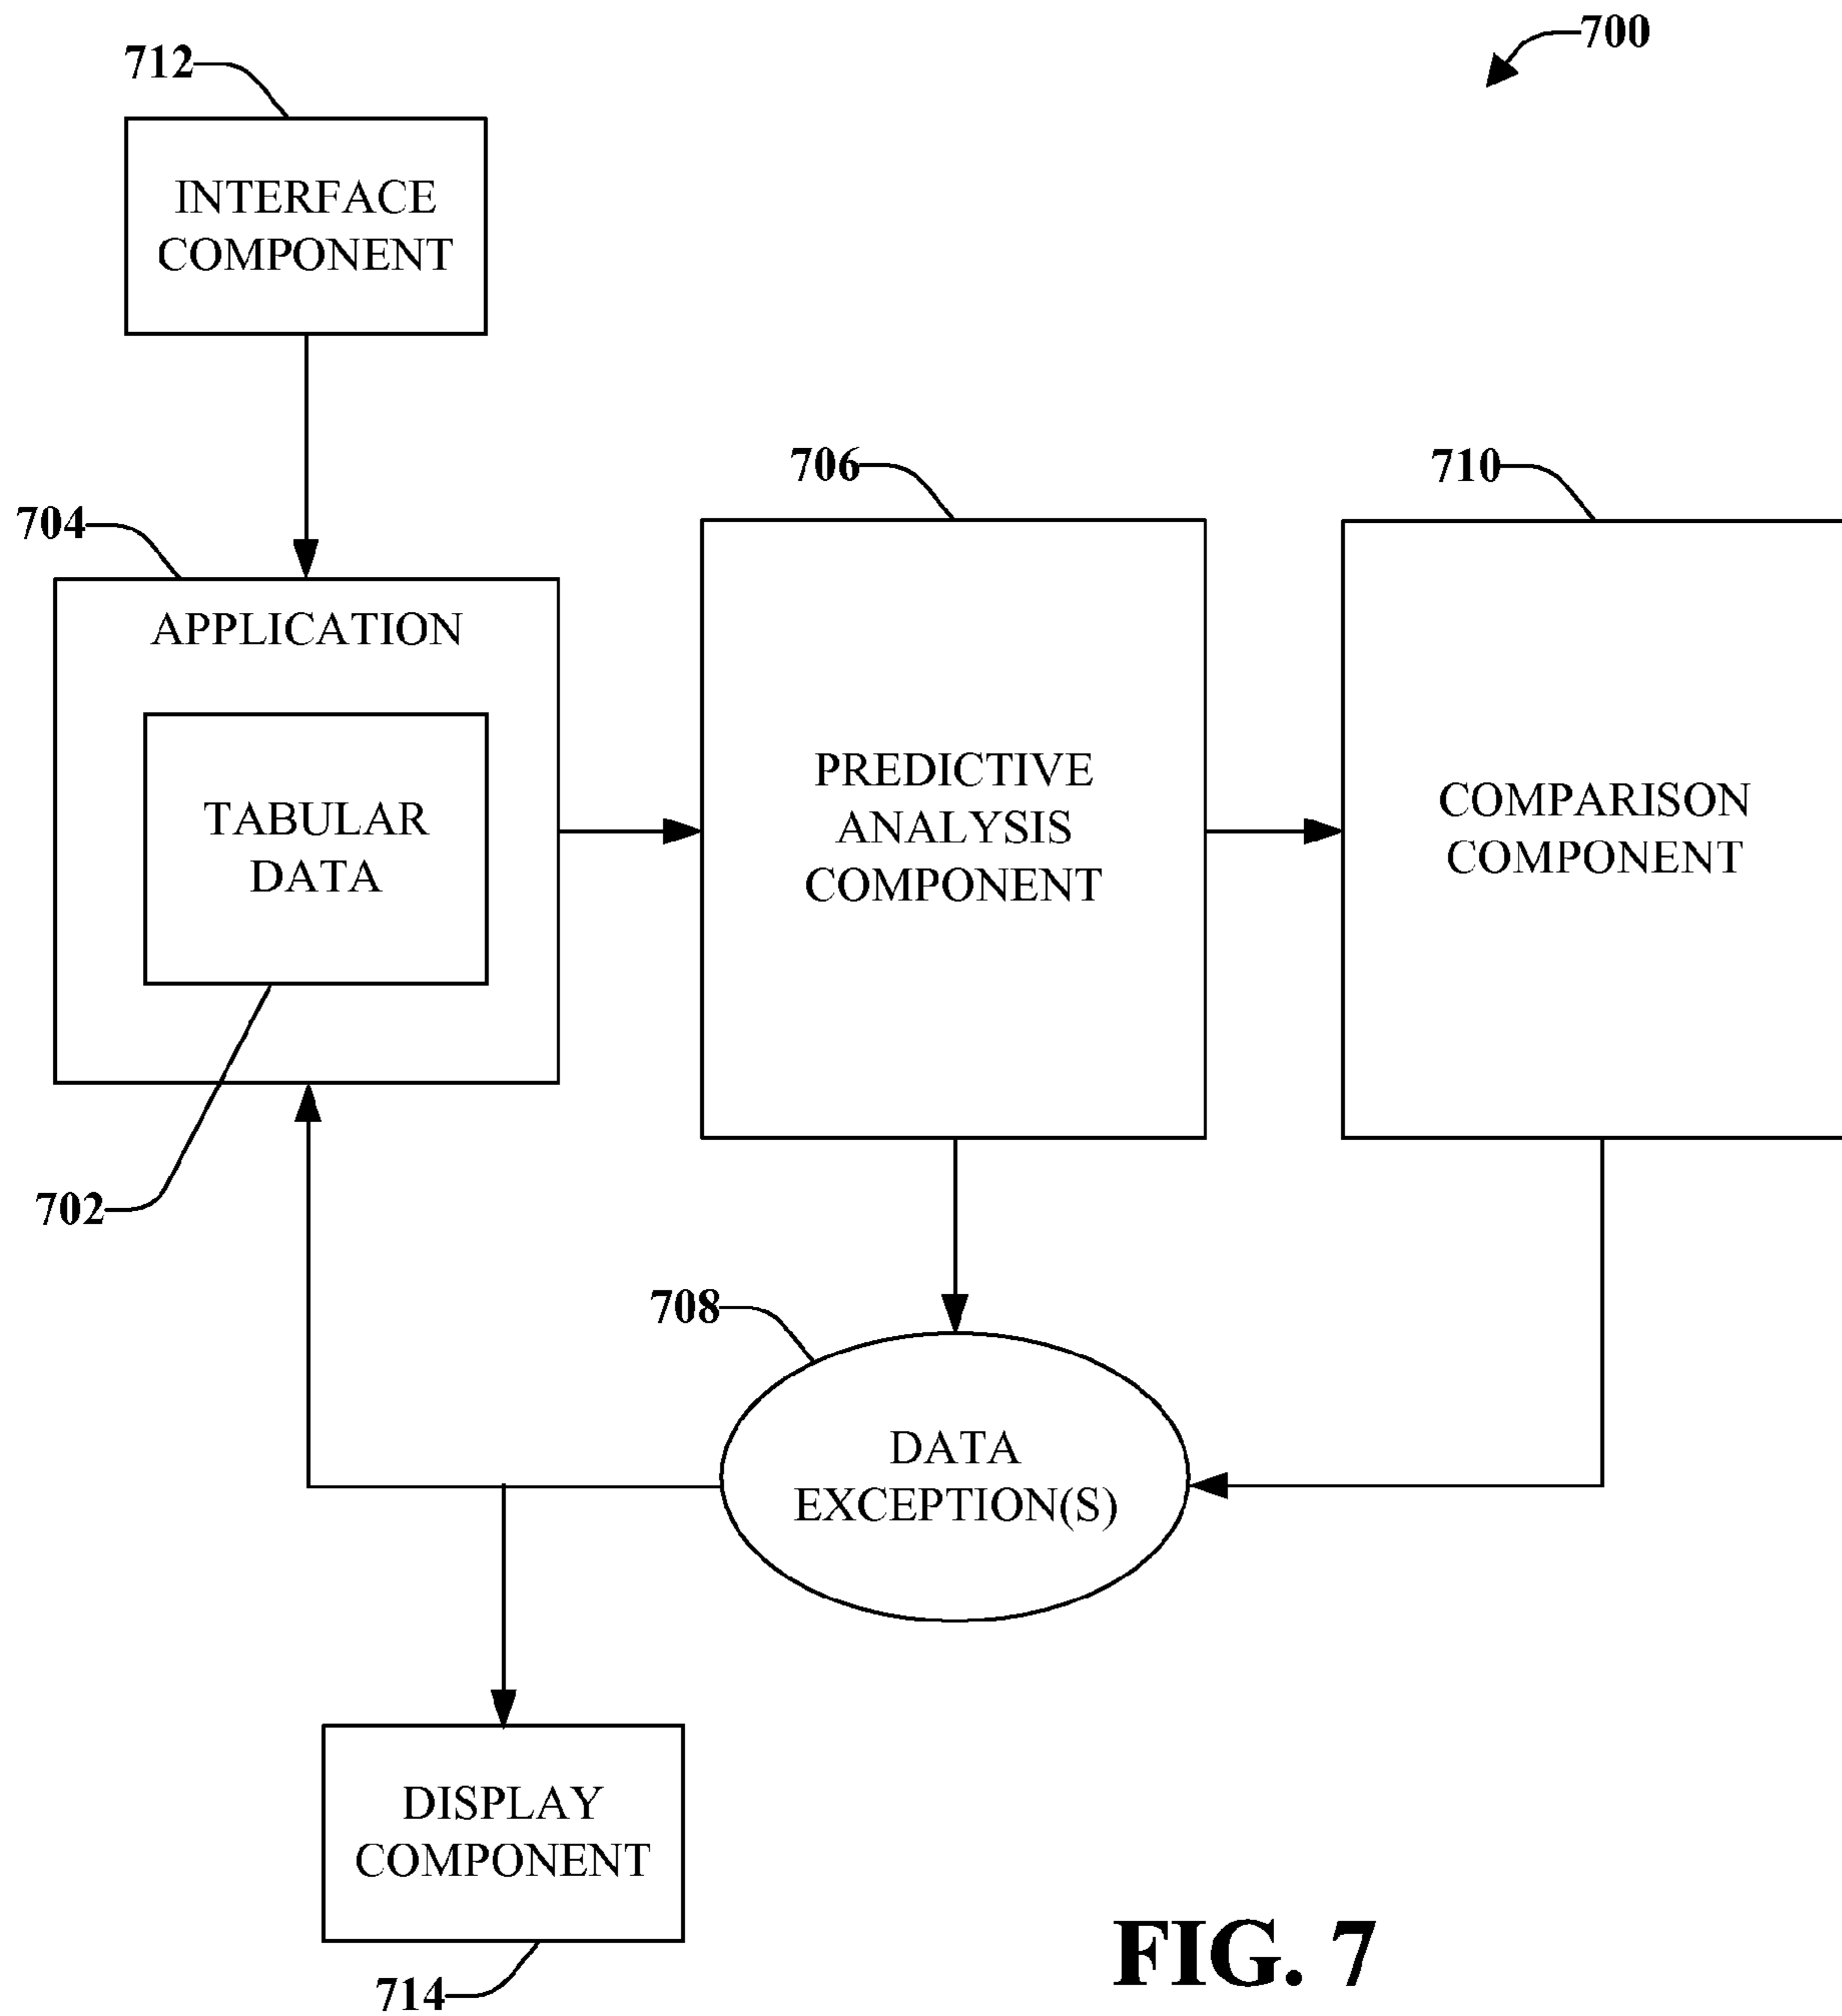 700
712
INTERFACE
COMPONENT
706
710
704
APPLICATION
TABULAR
DATA
PREDICTIVE
ANALYSIS
COMPONENT
COMPARISON
COMPONENT
702
708
DATA
EXCEPTION(S)
DISPLAY
COMPONENT
714
FIG. 7